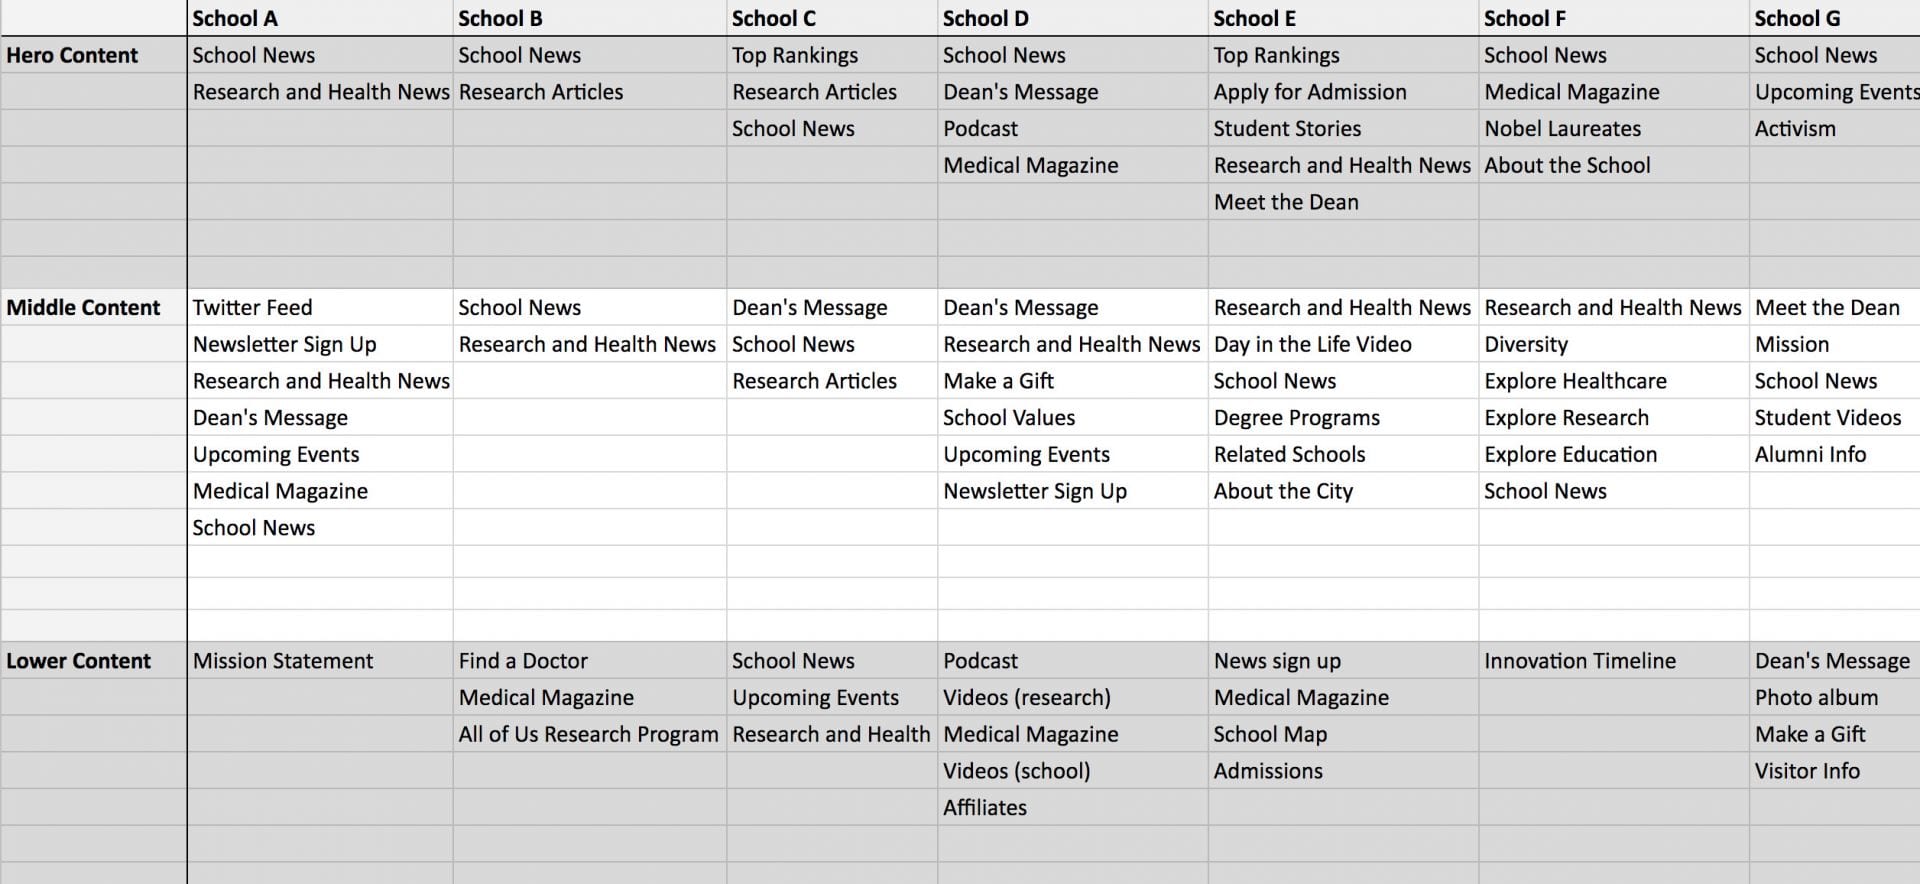 School A School B School C School D School E School F School G
Hero Content School News School News Top Rankings School News Top Rankings School News School News
Research and Health News Research Articles Research Articles Dean's Message Apply for Admission Medical Magazine Upcoming Events
School News Podcast Student Stories Nobel Laureates Activism
Medical Magazine Research and Health News About the School
Meet the Dean
Middle Content Twitter Feed School News Dean's Message Dean's Message Research and Health News Research and Health News Meet the Dean
Newsletter Sign Up Research and Health News School News Research and Health News Day in the Life Video Diversity Mission
Research and Health News Research Articles Make a Gift School News Explore Healthcare School News
Dean's Message School Values Degree Programs Explore Research Student Videos
Upcoming Events Upcoming Events Related Schools Explore Education Alumni Info
Medical Magazine Newsletter Sign Up About the City School News
School News
Lower Content Mission Statement Find a Doctor School News Podcast News sign up Innovation Timeline Dean's Message
Medical Magazine Upcoming Events Videos (research) Medical Magazine Photo album
All of Us Research Program Research and Health Medical Magazine School Map Make a Gift
Videos (school) Admissions Visitor Info
Affiliates